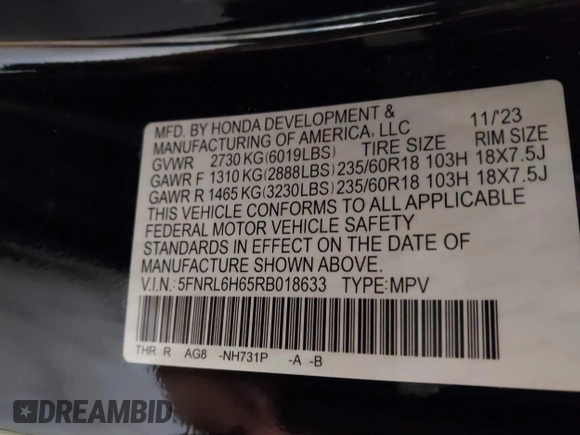 MFD. BY HONDA DEVELOPMENT & 11/'23
MANUFACTURING OF AMERICA, LLC
GVWR 2730 KG(6019LBS) TIRE SIZE RIM SIZE
GAWR F 1310 KG(2888LBS) 235/60R18 103H 18X7.5J
GAWR R 1465 KG(3230LBS) 235/60R18 103H 18X7.5J
THIS VEHICLE CONFORMS TO ALL APPLICABLE
FEDERAL MOTOR VEHICLE SAFETY
STANDARDS IN EFFECT ON THE DATE OF
MANUFACTURE SHOWN ABOVE.
V.I.N.:5FNRL6H65RB018633 TYPE:MPV
THR R AG8 -NH731P -A -B
DREAMBID